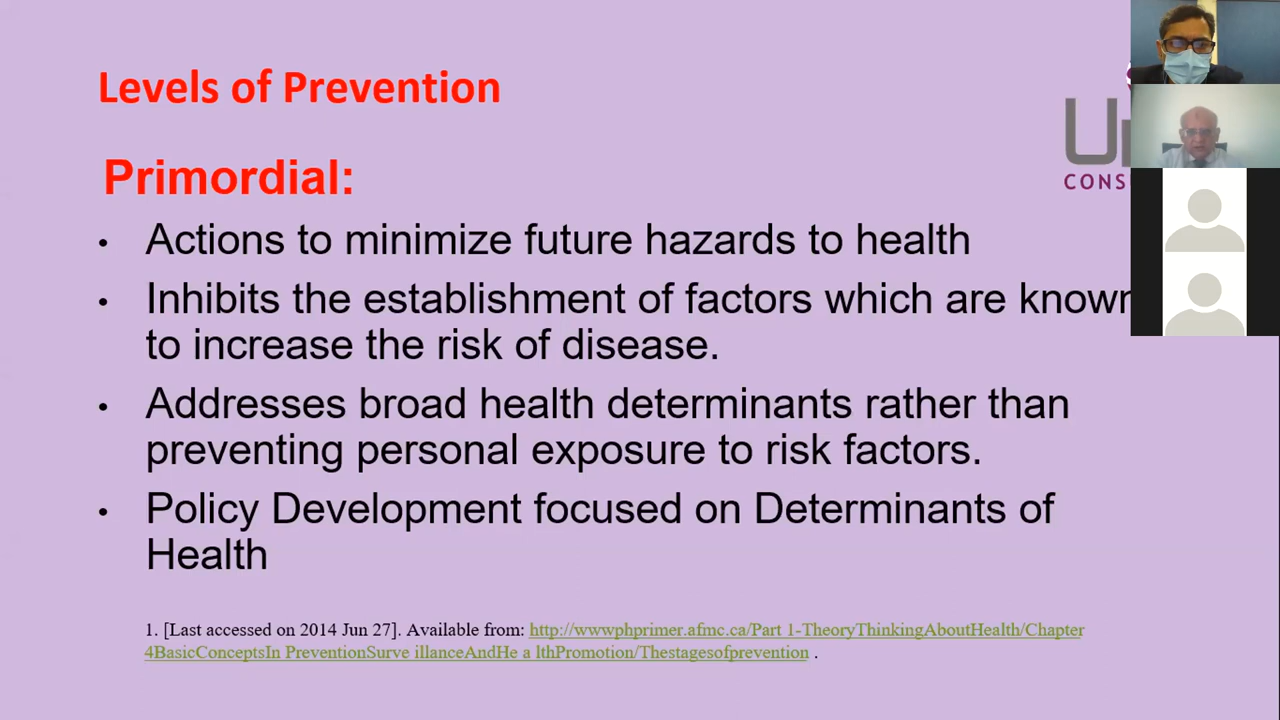 Levels of Prevention
Primordial:
• Actions to minimize future hazards to health
• Inhibits the establishment of factors which are known
to increase the risk of disease.
• Addresses broad health determinants rather than
preventing personal exposure to risk factors.
• Policy Development focused on Determinants of
Health
CONS
1. [Last accessed on 2014 Jun 27]. Available from: http://wwwphprimer.afmc.ca/Part 1-TheoryThinkingAboutHealth/Chapter
4BasicConceptsIn PreventionSurve illanceAndHe a lthPromotion/Thestagesofprevention .